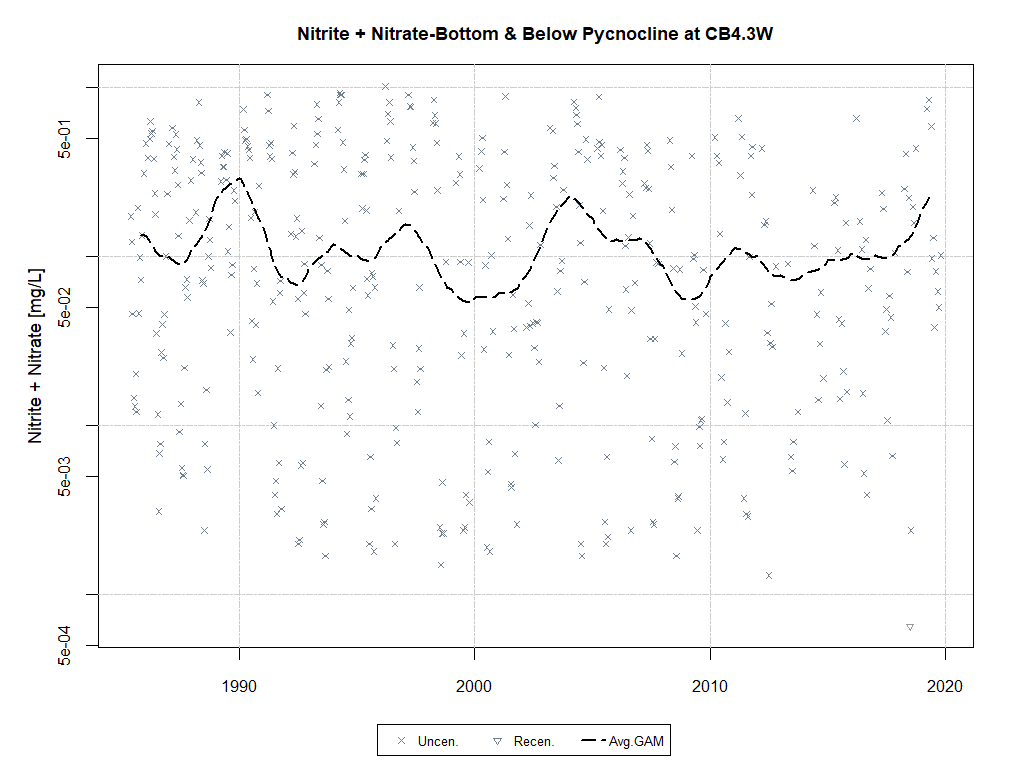 Nitrite + Nitrate-Bottom & Below Pycnocline at CB4.3W
Nitrite + Nitrate [mg/L]
5e-01
5e-02
5e-03
5e-04
1990 2000 2010 2020
Uncen. Recen. Avg.GAM